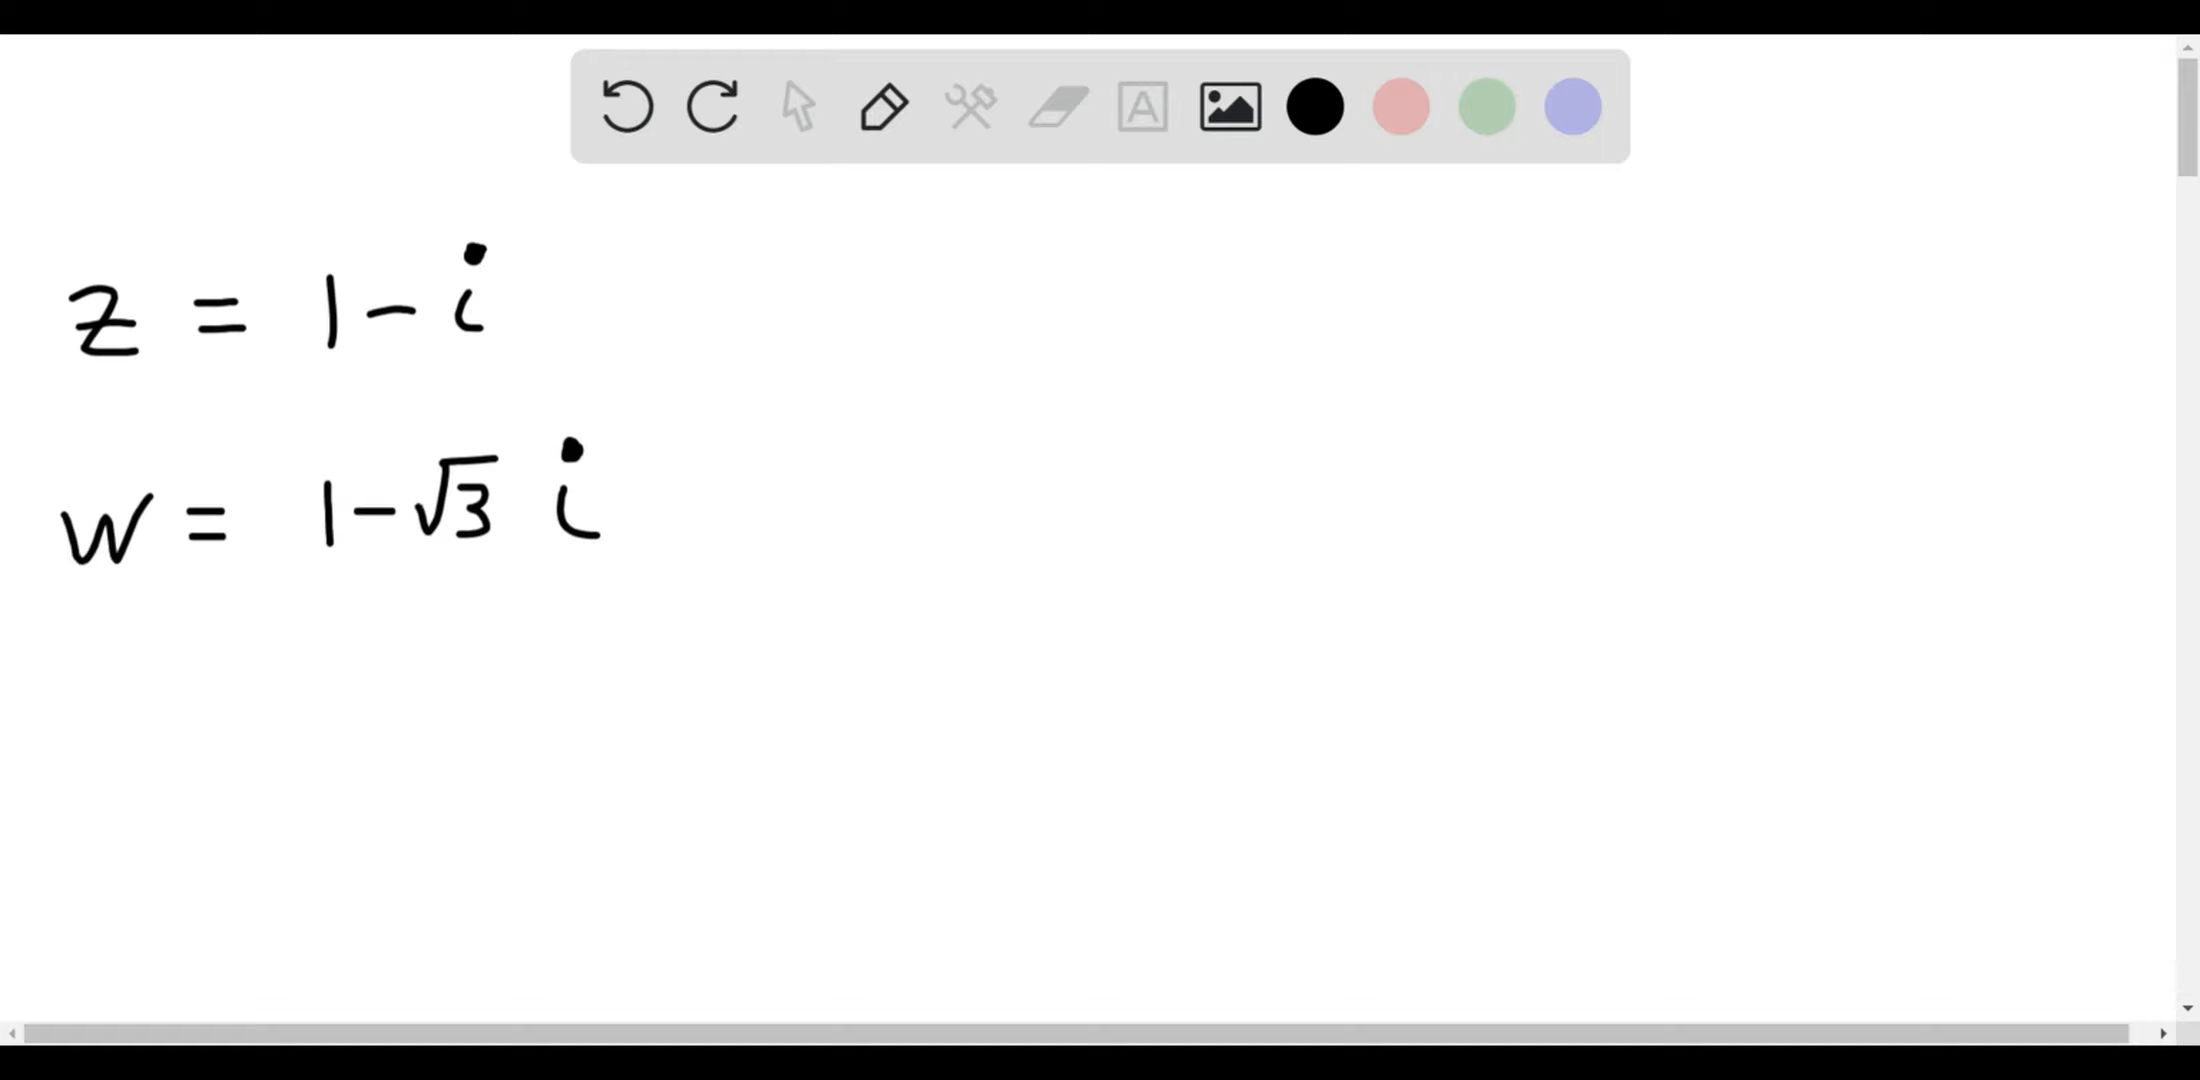 A
z = 1 - i
w = 1 - √3 i